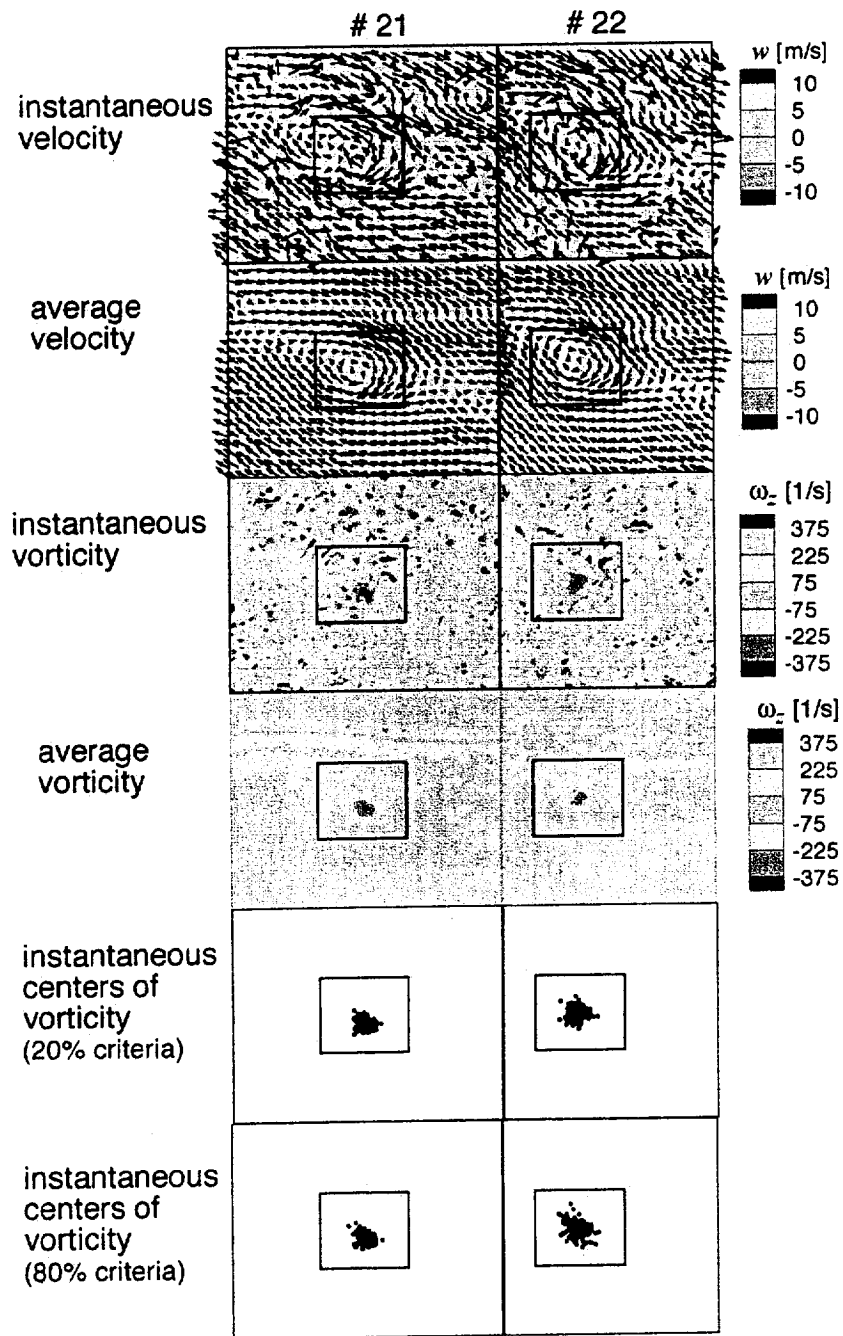 # 21
# 22
instantaneous
velocity
w [m/s]
10
5
0
-5
-10
average
velocity
w [m/s]
10
5
0
-5
-10
instantaneous
vorticity
ωz [1/s]
375
225
75
-75
-225
-375
average
vorticity
ωz [1/s]
375
225
75
-75
-225
-375
instantaneous
centers of
vorticity
(20% criteria)
instantaneous
centers of
vorticity
(80% criteria)